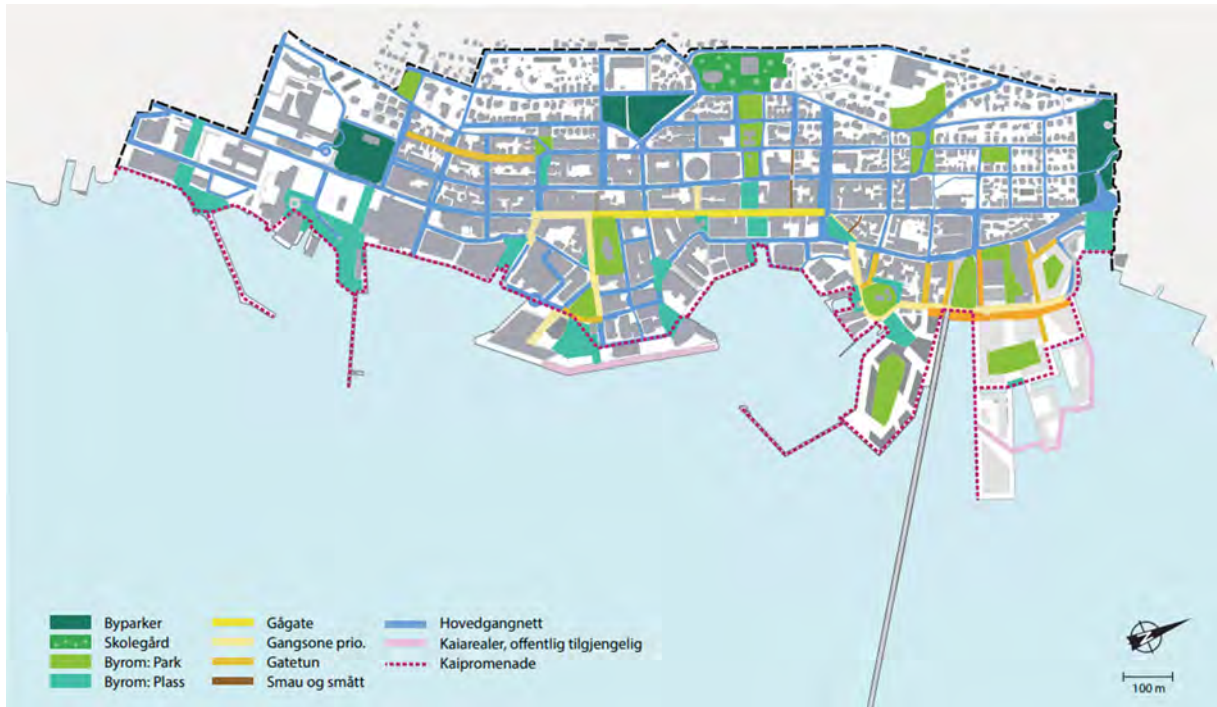 Byparker
Skolegård
Byrom: Park
Byrom: Plass
Gågate
Gangsone prio.
Gatetun
Smau og smått
Hovedgangnett
Kaiarealer, offentlig tilgjengelig
Kaipromenade
N
100 m